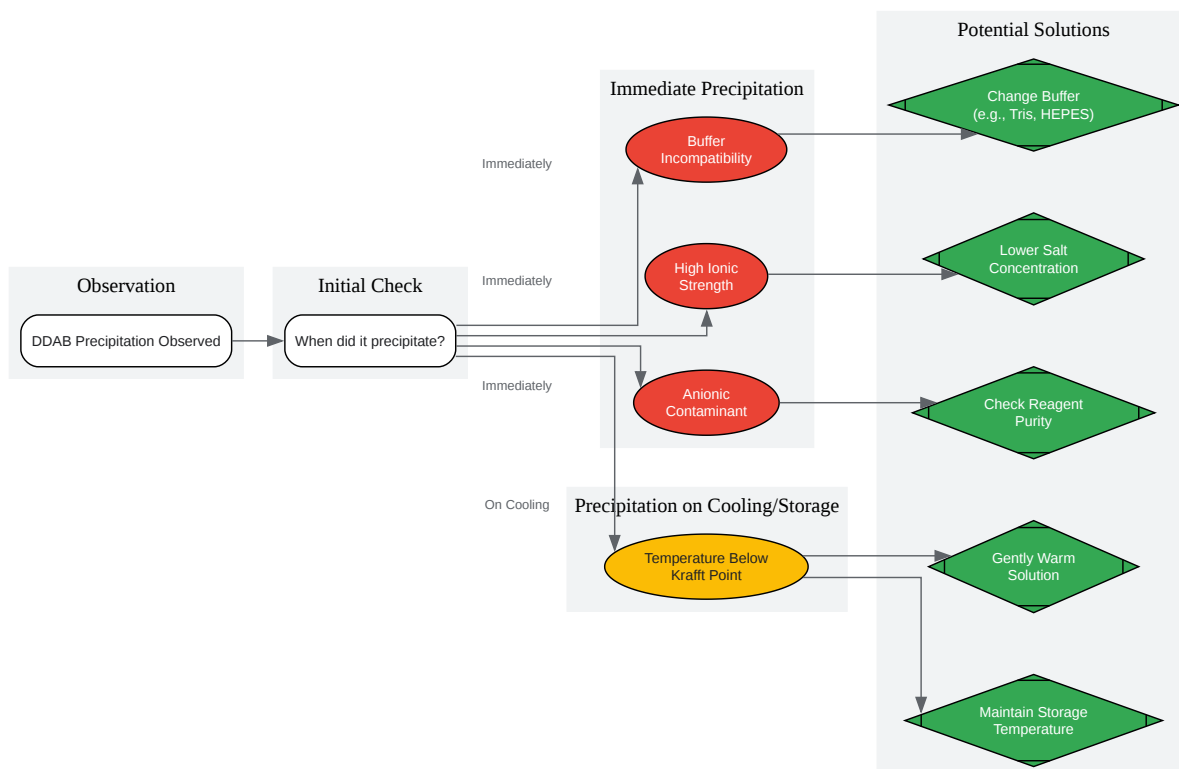 Observation
DDAB Precipitation Observed
Initial Check
When did it precipitate?
Immediately
Immediately
Immediately
On Cooling
Immediate Precipitation
Buffer
Incompatibility
High Ionic
Strength
Anionic
Contaminant
Precipitation on Cooling/Storage
Temperature Below
Krafft Point
Potential Solutions
Change Buffer
(e.g., Tris, HEPES)
Lower Salt
Concentration
Check Reagent
Purity
Gently Warm
Solution
Maintain Storage
Temperature